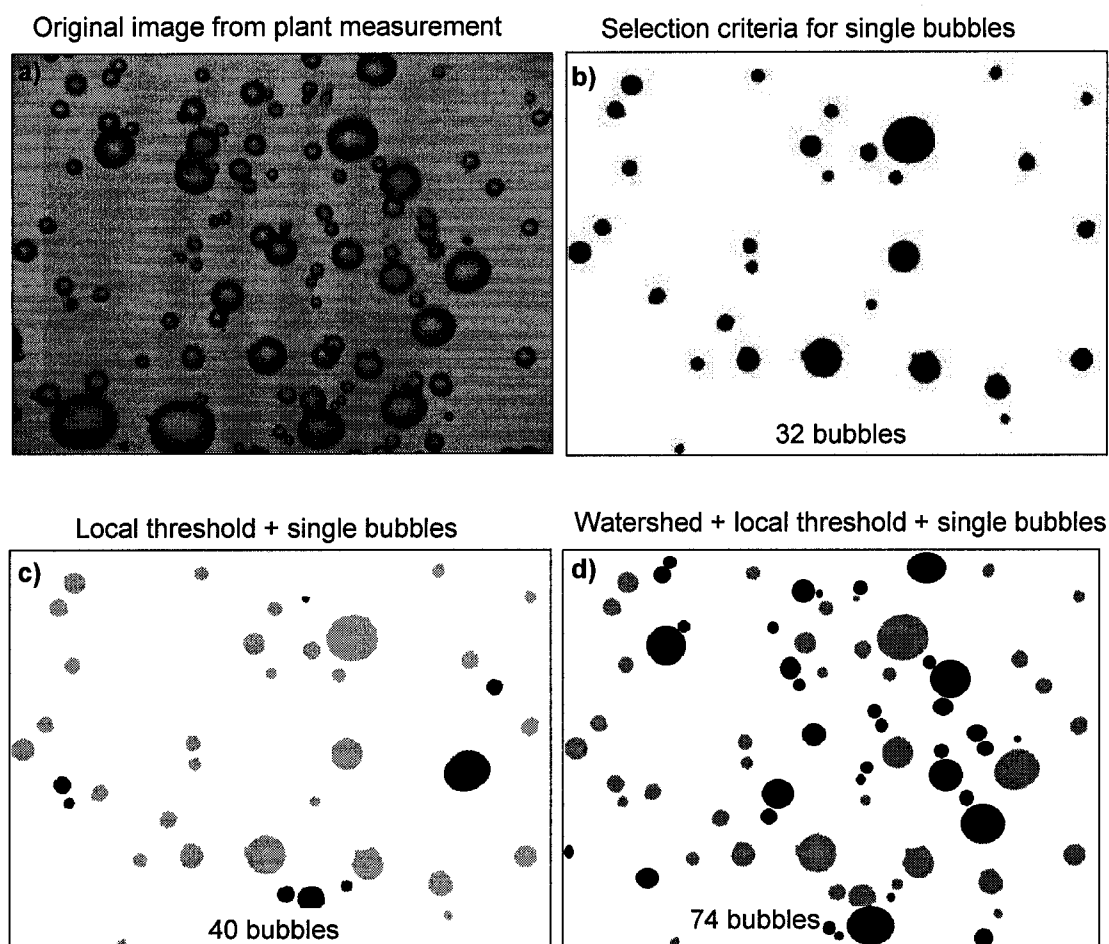 Original image from plant measurement
Selection criteria for single bubbles
a)
b)
32 bubbles
Local threshold + single bubbles
Watershed + local threshold + single bubbles
c)
d)
40 bubbles
74 bubbles